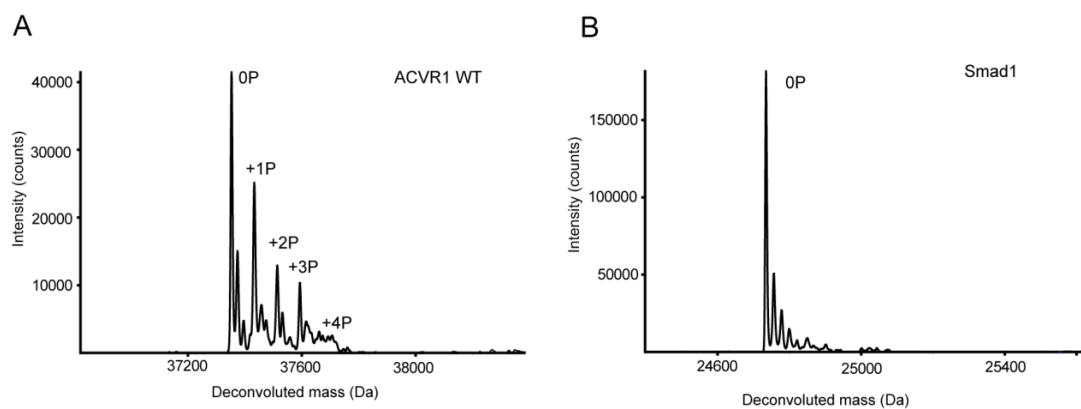 A
Intensity (counts)
40000
30000
20000
10000
0P
+1P
+2P
+3P
+4P
ACVR1 WT
37200
37600
38000
Deconvoluted mass (Da)
B
Intensity (counts)
150000
100000
50000
0P
Smad1
24600
25000
25400
Deconvoluted mass (Da)